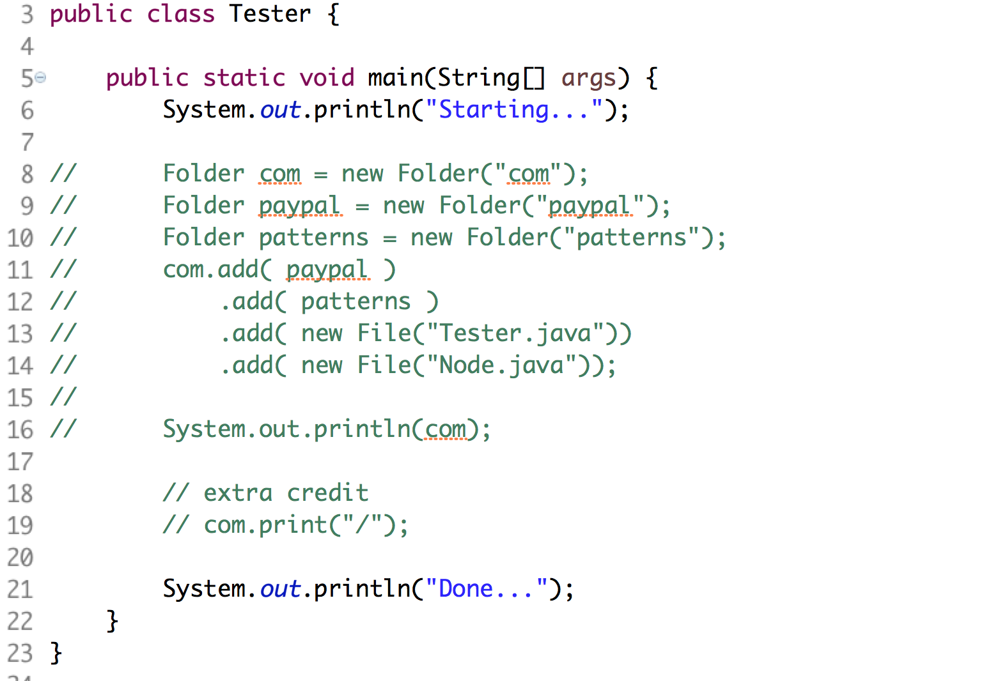 3 public class Tester {
4
5 public static void main(String[] args) {
6 System.out.println("Starting...");
7
8 // Folder com = new Folder("com");
9 // Folder paypal = new Folder("paypal");
10 // Folder patterns = new Folder("patterns");
11 // com.add( paypal )
12 // .add( patterns )
13 // .add( new File("Tester.java"))
14 // .add( new File("Node.java"));
15 //
16 // System.out.println(com);
17
18 // extra credit
19 // com.print("/");
20
21 System.out.println("Done...");
22 }
23 }